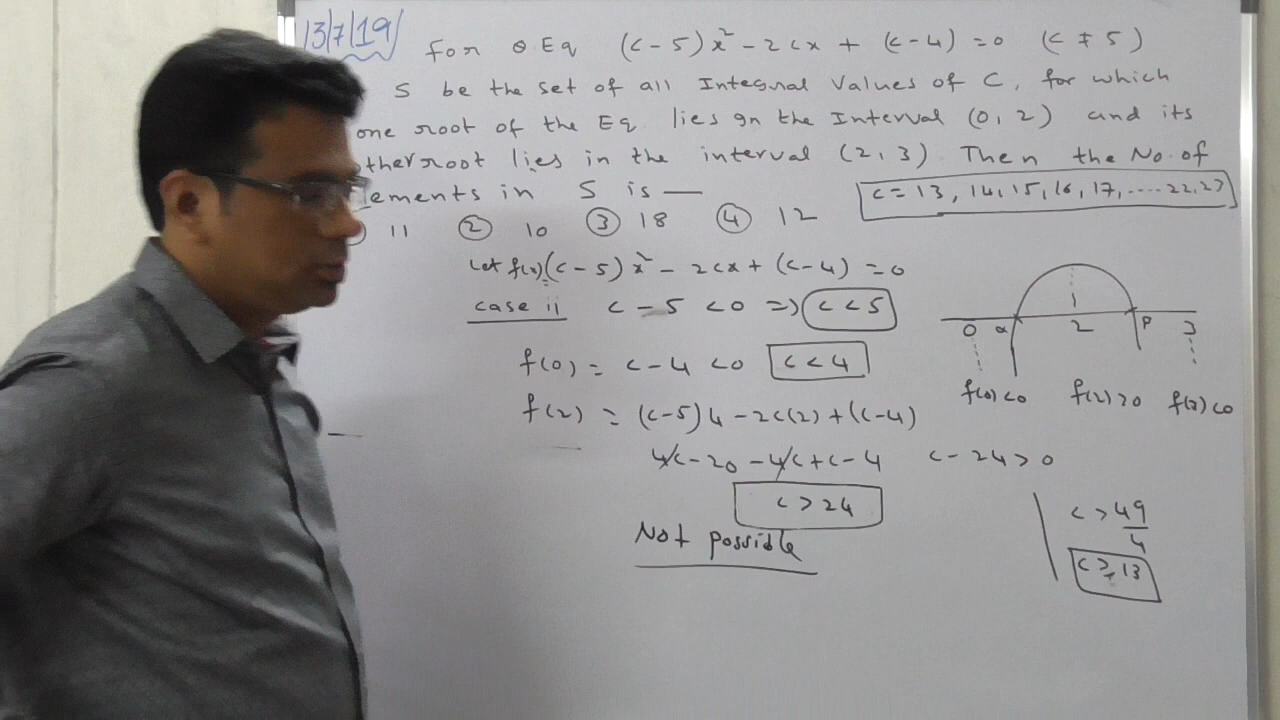 13/7/19/
For Q Eq (c-5)x²-2cx + (c-4) = 0 (c ≠ 5)
S be the set of all Integral Values of C, for which
one root of the Eq lies in the Interval (0, 2) and its
other root lies in the interval (2, 3) Then the No. of
elements in S is —
c = 13, 14, 15, 16, 17, ..... 22, 23
11 ② 10 ③ 18 ④ 12
Let f(x) (c-5)x² - 2cx + (c-4) = 0
case ii c - 5 < 0 => c < 5
f(0) = c-4 < 0 c < 4
f(2) = (c-5)4 - 2c(2) + (c-4)
4c-20 -4c+c-4 c-24 > 0
c > 24
Not possible
0 α 2 β 3
f(0)<0 f(2)>0 f(3)<0
c > 49/4
c ≥ 13